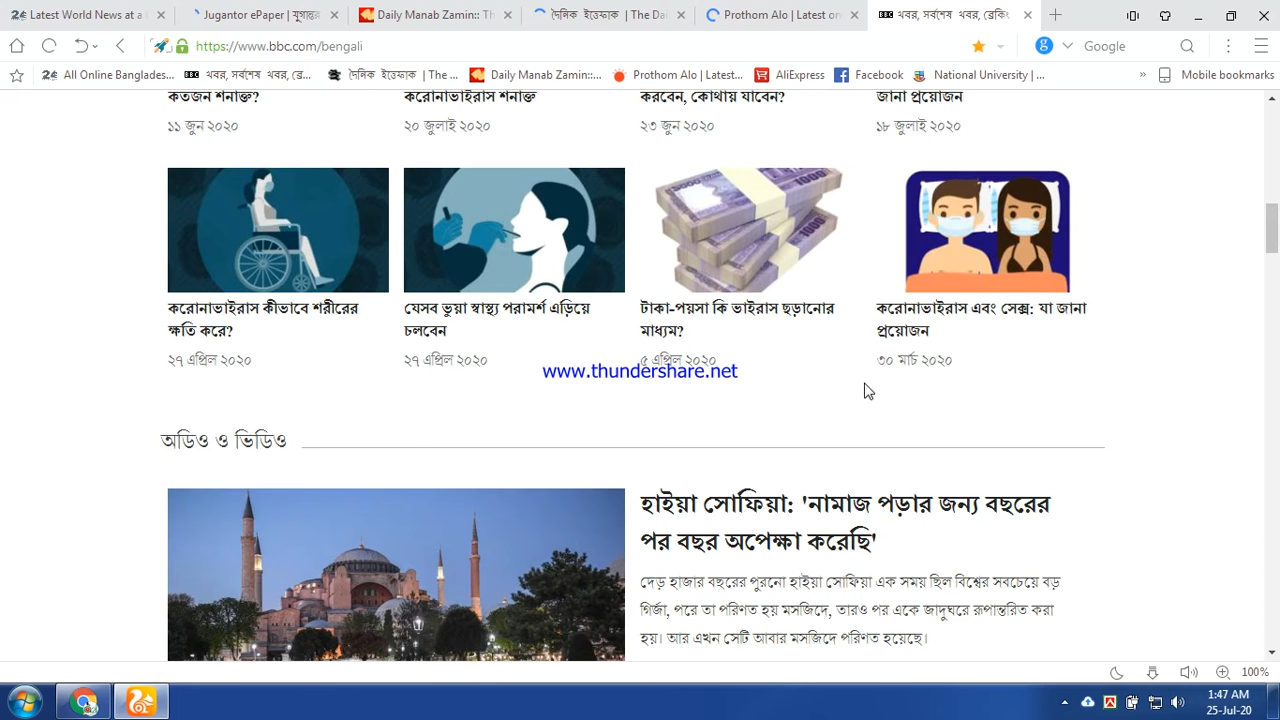 Latest World News at a
Jugantor ePaper | যুগান্তর
Daily Manab Zamin:: Th
দৈনিক ইত্তেফাক | The Da
Prothom Alo | Latest on
BBC খবর, সর্বশেষ খবর, ব্রেকিং
https://www.bbc.com/bengali
Google
All Online Banglades...
খবর, সর্বশেষ খবর, ব্রে...
দৈনিক ইত্তেফাক | The ...
Daily Manab Zamin::...
Prothom Alo | Latest...
AliExpress
Facebook
National University |...
Mobile bookmarks
কতজন শনাক্ত?
করোনাভাইরাস শনাক্ত
করবেন, কোথায় যাবেন?
জানা প্রয়োজন
১১ জুন ২০২০
২০ জুলাই ২০২০
২৩ জুন ২০২০
১৮ জুলাই ২০২০
করোনাভাইরাস কীভাবে শরীরের
ক্ষতি করে?
২৭ এপ্রিল ২০২০
যেসব ভুয়া স্বাস্থ্য পরামর্শ এড়িয়ে
চলবেন
২৭ এপ্রিল ২০২০
টাকা-পয়সা কি ভাইরাস ছড়ানোর
মাধ্যম?
৫ এপ্রিল ২০২০
করোনাভাইরাস এবং সেক্স: যা জানা
প্রয়োজন
৩০ মার্চ ২০২০
www.thundershare.net
অডিও ও ভিডিও
হাইয়া সোফিয়া: 'নামাজ পড়ার জন্য বছরের
পর বছর অপেক্ষা করেছি'
দেড় হাজার বছরের পুরনো হাইয়া সোফিয়া এক সময় ছিল বিশ্বের সবচেয়ে বড়
গির্জা, পরে তা পরিণত হয় মসজিদে, তারও পর একে জাদুঘরে রূপান্তরিত করা
হয়। আর এখন সেটি আবার মসজিদে পরিণত হয়েছে।
100%
1:47 AM
25-Jul-20